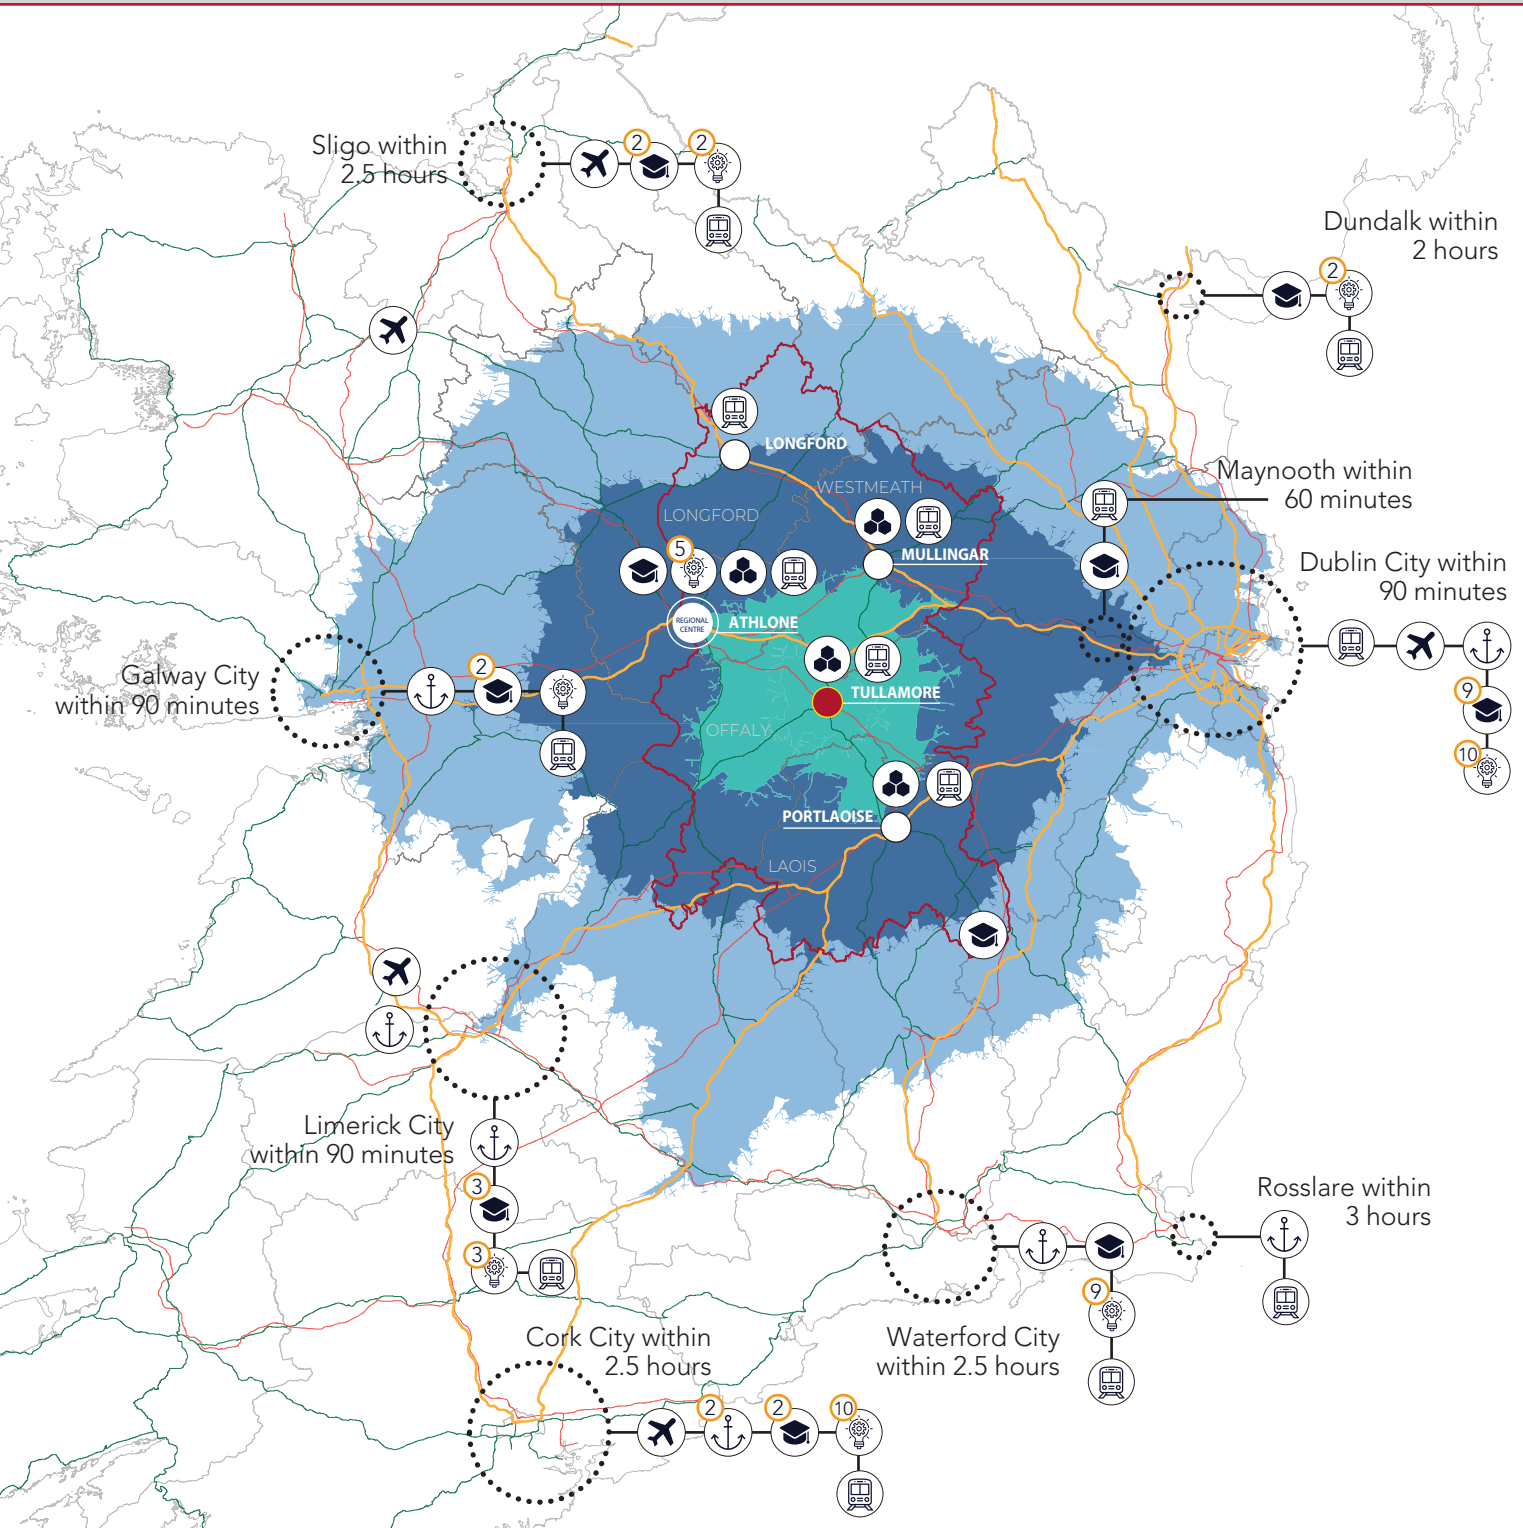 Sligo within
2.5 hours
2
2
Dundalk within
2 hours
2
LONGFORD
WESTMEATH
LONGFORD
Maynooth within
60 minutes
MULLINGAR
5
Dublin City within
90 minutes
REGIONAL
CENTRE
ATHLONE
Galway City
within 90 minutes
2
TULLAMORE
9
OFFALY
10
PORTLAOISE
LAOIS
Limerick City
within 90 minutes
3
3
Rosslare within
3 hours
9
Cork City within
2.5 hours
Waterford City
within 2.5 hours
2
2
10